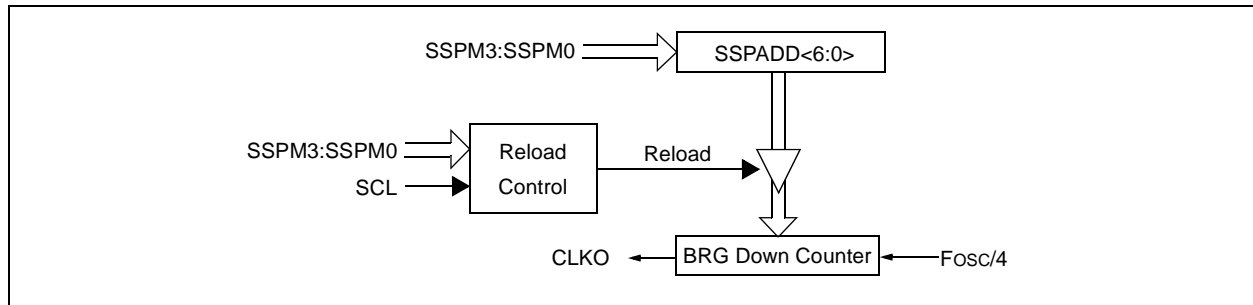 SSPM3:SSPM0
SSPADD<6:0>
SSPM3:SSPM0
SCL
Reload
Control
Reload
CLKO
BRG Down Counter
FOSC/4